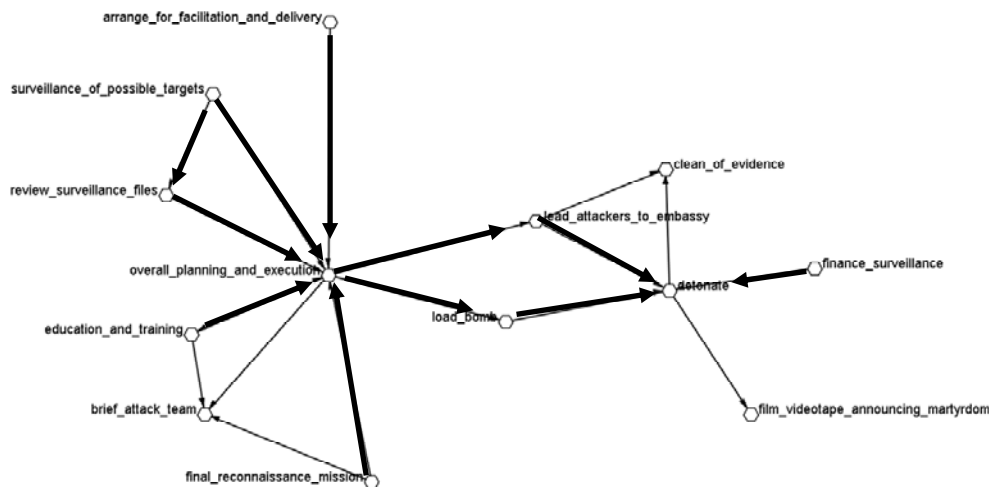 arrange_for_facilitation_and_delivery
surveillance_of_possible_targets
clean_of_evidence
review_surveillance_files
lead_attackers_to_embassy
finance_surveillance
overall_planning_and_execution
detonate
load_bomb
education_and_training
brief_attack_team
film_videotape_announcing_martyrdom
final_reconnaissance_mission